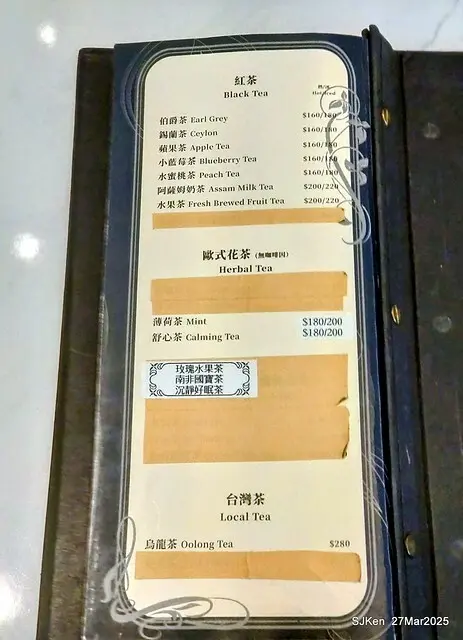 紅茶
Black Tea
熱/冰
Hot/Iced
伯爵茶 Earl Grey $160/180
錫蘭茶 Ceylon $160/180
蘋果茶 Apple Tea $160/180
小藍莓茶 Blueberry Tea $160/180
水蜜桃茶 Peach Tea $160/180
阿薩姆奶茶 Assam Milk Tea $200/220
水果茶 Fresh Brewed Fruit Tea $200/220
歐式花茶 (無咖啡因)
Herbal Tea
薄荷茶 Mint $180/200
舒心茶 Calming Tea $180/200
玫瑰水果茶
南非國寶茶
沉靜好眠茶
台灣茶
Local Tea
烏龍茶 Oolong Tea $280
SJKen 27Mar2025